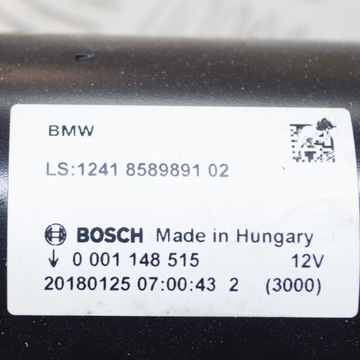 BMW
LS:1241 8589891 02
BOSCH Made in Hungary
↓ 0 001 148 515 12V
20180125 07:00:43 2 (3000)